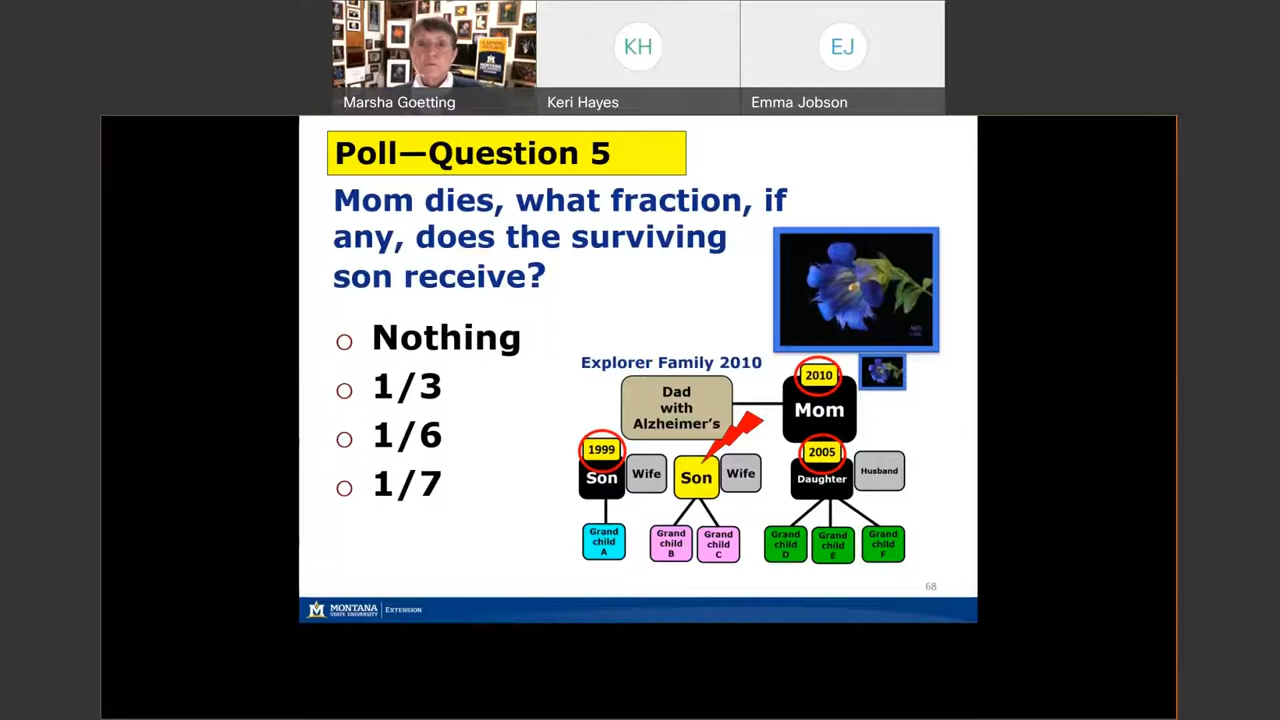 KH
EJ
Marsha Goetting
Keri Hayes
Emma Jobson
Poll—Question 5
Mom dies, what fraction, if
any, does the surviving
son receive?
o Nothing
o 1/3
o 1/6
o 1/7
Explorer Family 2010
Dad
with
Alzheimer's
2010
Mom
1999
Son
Wife
Son
Wife
2005
Daughter
Husband
Grand
child
A
Grand
child
B
Grand
child
C
Grand
child
D
Grand
child
E
Grand
child
F
68
MONTANA
STATE UNIVERSITY
EXTENSION